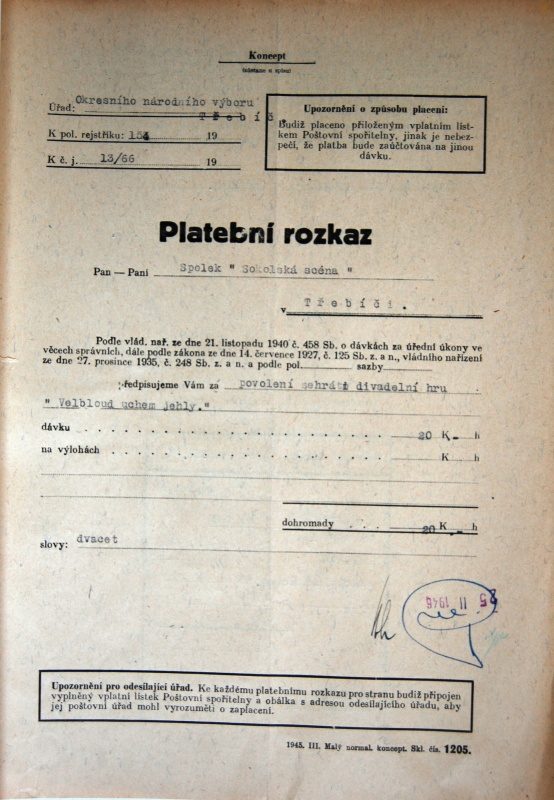 Koncept
Okresního národního výboru
Úřad:
Třebíč.
K pol. rejstříku: 154 19
K č. j. 13/66 19
Upozornění o způsobu placení:
Budiž placeno přiloženým vplatním líst-
kem Poštovní spořitelny, jinak je nebez-
pečí, že platba bude zaúčtována na jinou
dávku.
Platební rozkaz
Pan — Paní Spolek " Sokolská scéna "
v Třebíči.
Podle vlád. nař. ze dne 21. listopadu 1940 č. 458 Sb. o dávkách za úřední úkony ve
věcech správních, dále podle zákona ze dne 14. července 1927, č. 125 Sb. z. a n., vládního nařízení
ze dne 27. prosince 1935, č. 248 Sb. z. a n. a podle pol. sazby
předpisujeme Vám za povolení sehráti divadelní hru
" Velbloud uchem jehly."
dávku 20 K.- h
na výlohách K h
dohromady 20 K.- h
slovy: dvacet
25 II 1946
Upozornění pro odesílající úřad. Ke každému platebnímu rozkazu pro stranu budiž připojen
vyplněný vplatní lístek Poštovní spořitelny a obálka s adresou odesílajícího úřadu, aby
jej poštovní úřad mohl vyrozuměti o zaplacení.
1945. III. Malý normal. koncept. Skl. čís. 1205.